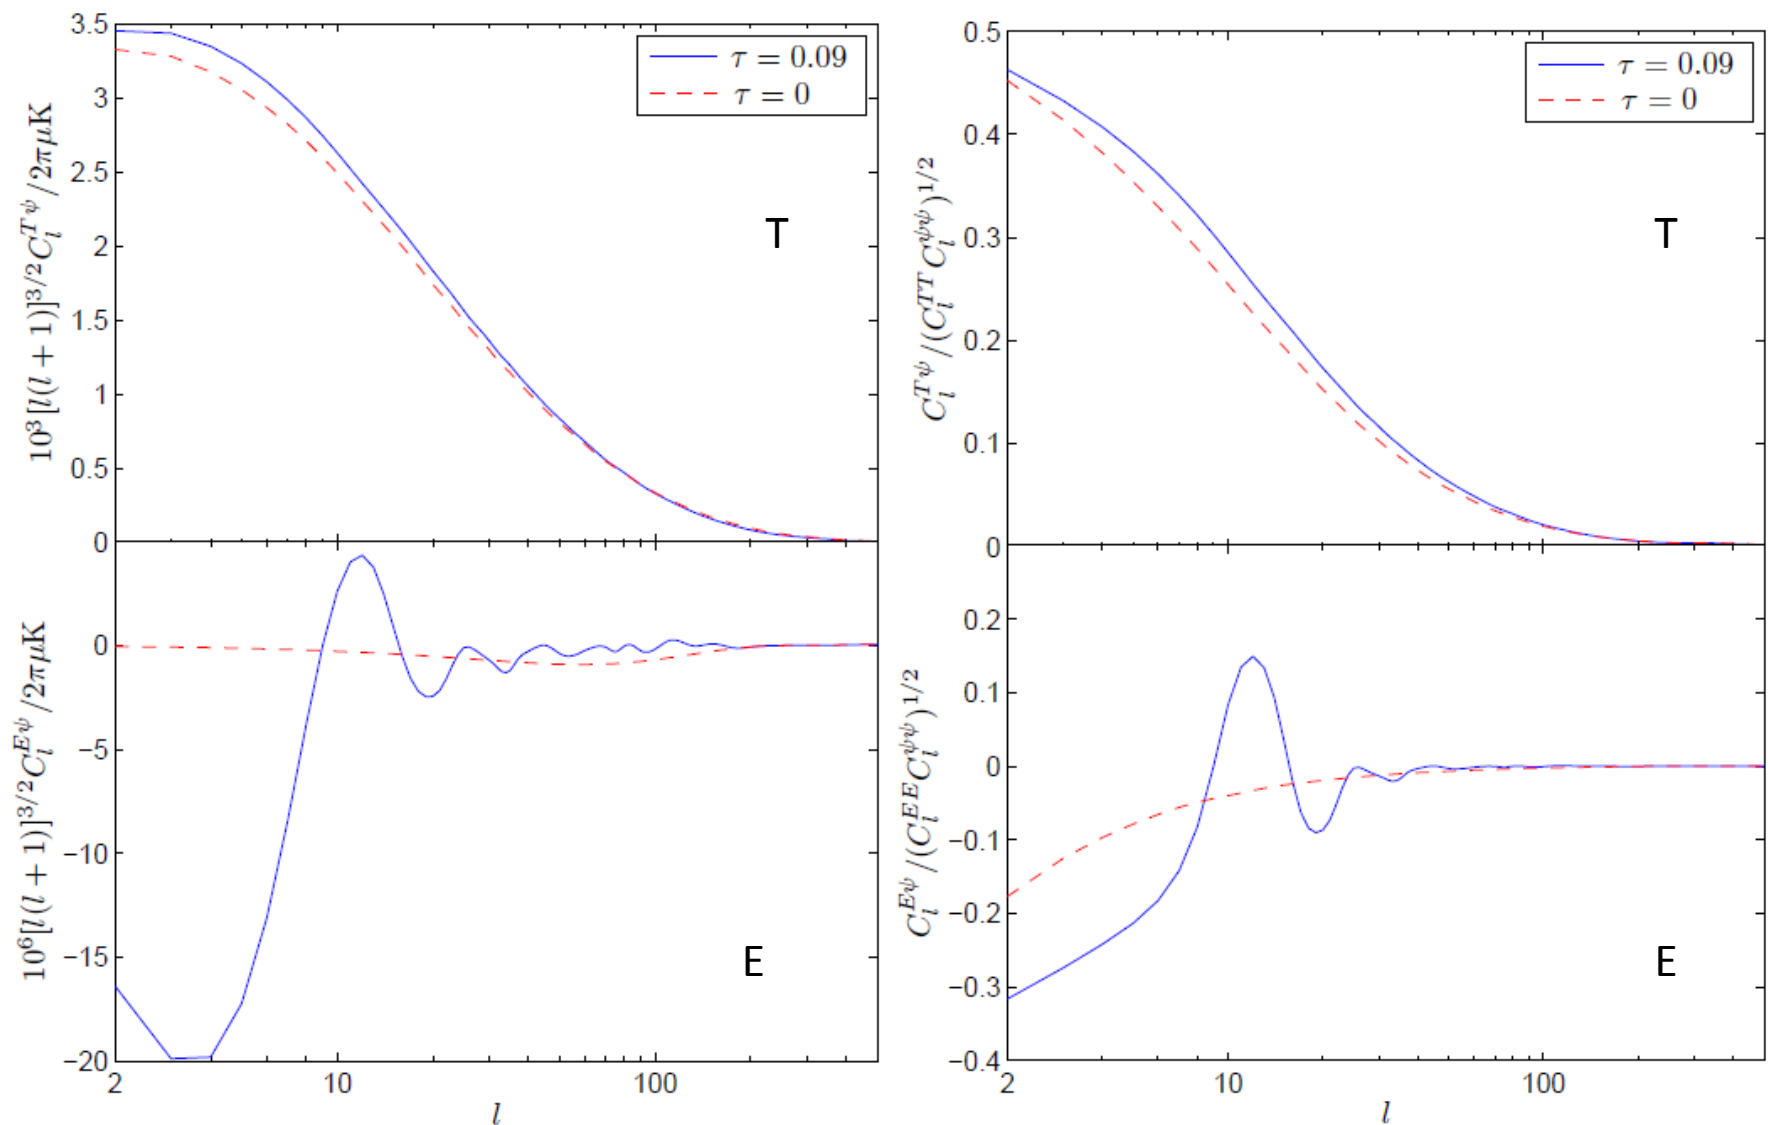 10³[l(l + 1)]^{3/2}C_l^{Tψ}/2πμK
3.5
3
2.5
2
1.5
1
0.5
0
τ = 0.09
τ = 0
T
C_l^{Tψ}/(C_l^{TT}C_l^{ψψ})^{1/2}
0.5
0.4
0.3
0.2
0.1
0
τ = 0.09
τ = 0
T
10⁶[l(l + 1)]^{3/2}C_l^{Eψ}/2πμK
0
−5
−10
−15
−20
E
2 10 100
l
C_l^{Eψ}/(C_l^{EE}C_l^{ψψ})^{1/2}
0.2
0.1
0
−0.1
−0.2
−0.3
−0.4
E
2 10 100
l